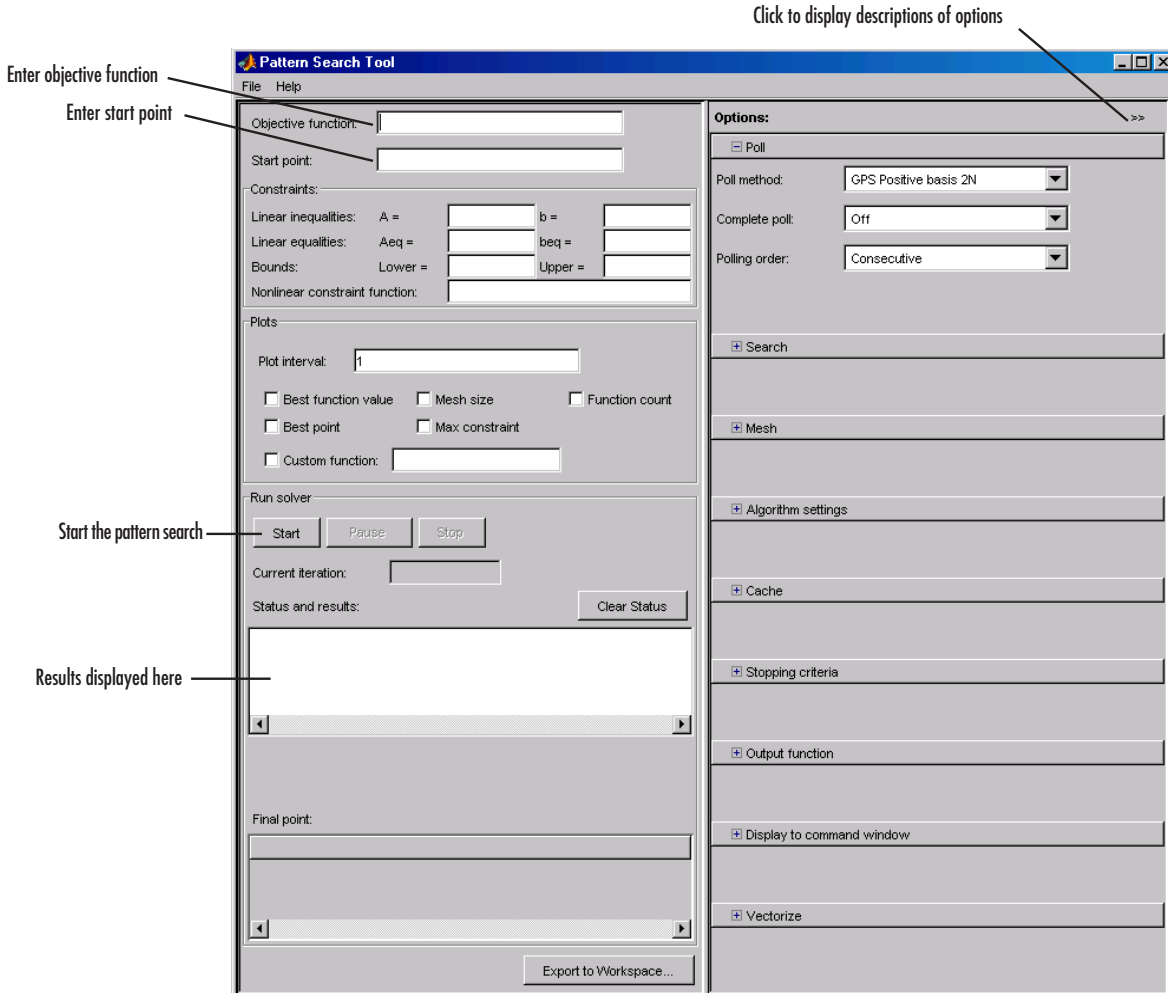 Click to display descriptions of options
Pattern Search Tool
Enter objective function
File Help
Enter start point
Objective function:
Start point:
Constraints:
Linear inequalities: A = b =
Linear equalities: Aeq = beq =
Bounds: Lower = Upper =
Nonlinear constraint function:
Plots
Plot interval: 1
Best function value Mesh size Function count
Best point Max constraint
Custom function:
Run solver
Start the pattern search
Start Pause Stop
Current iteration:
Status and results: Clear Status
Results displayed here
Final point:
Export to Workspace...
Options: >>
Poll
Poll method: GPS Positive basis 2N
Complete poll: Off
Polling order: Consecutive
Search
Mesh
Algorithm settings
Cache
Stopping criteria
Output function
Display to command window
Vectorize